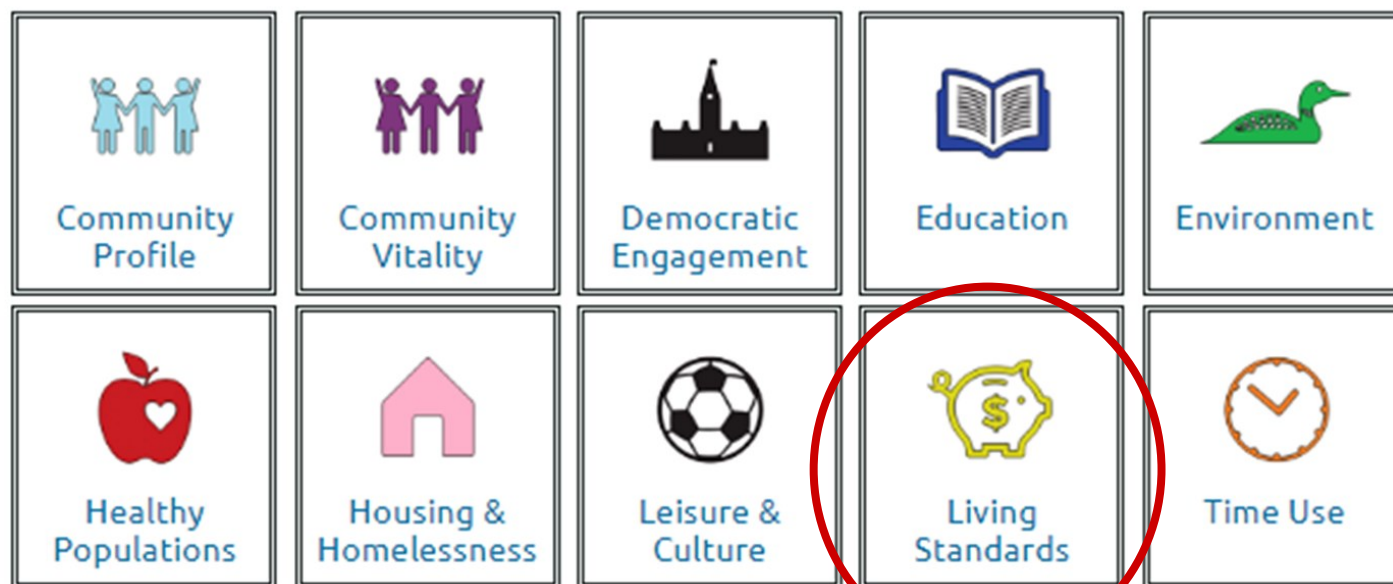 Community
Profile
Community
Vitality
Democratic
Engagement
Education
Environment
Healthy
Populations
Housing &
Homelessness
Leisure &
Culture
$
Living
Standards
Time Use